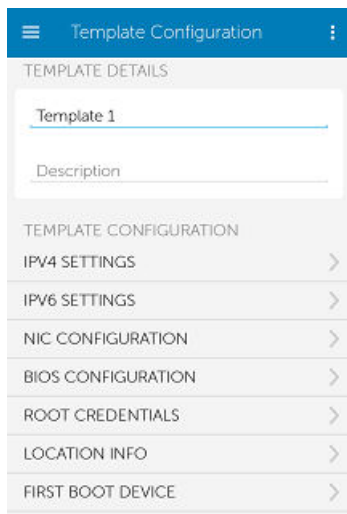 Template Configuration
TEMPLATE DETAILS
Template 1
Description
TEMPLATE CONFIGURATION
IPV4 SETTINGS
IPV6 SETTINGS
NIC CONFIGURATION
BIOS CONFIGURATION
ROOT CREDENTIALS
LOCATION INFO
FIRST BOOT DEVICE